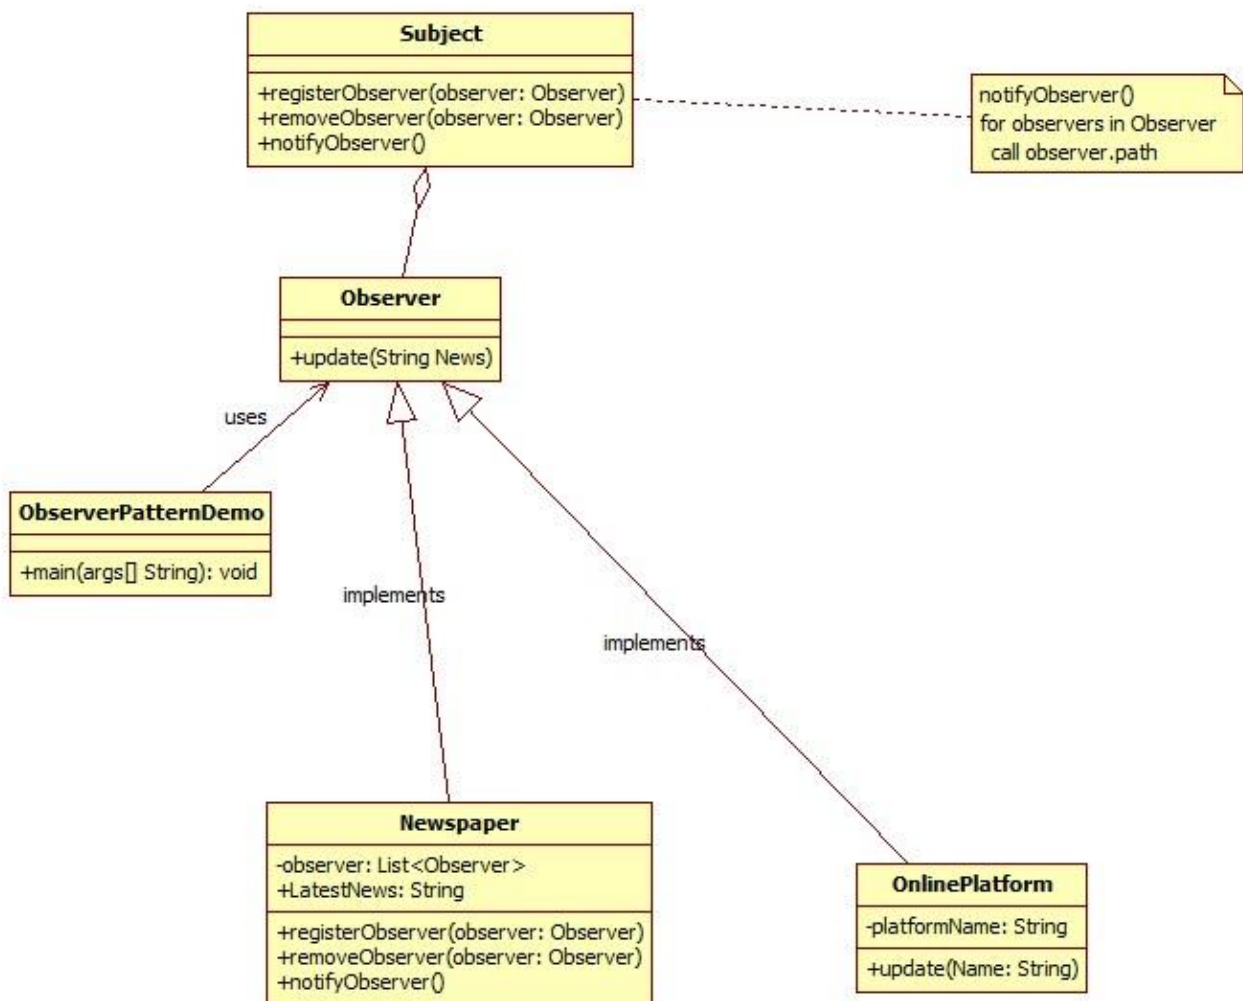 Subject
+registerObserver(observer: Observer)
+removeObserver(observer: Observer)
+notifyObserver()
notifyObserver()
for observers in Observer
call observer.path
Observer
+update(String News)
uses
ObserverPatternDemo
+main(args[] String): void
implements
implements
Newspaper
-observer: List<Observer>
+LatestNews: String
+registerObserver(observer: Observer)
+removeObserver(observer: Observer)
+notifyObserver()
OnlinePlatform
-platformName: String
+update(Name: String)